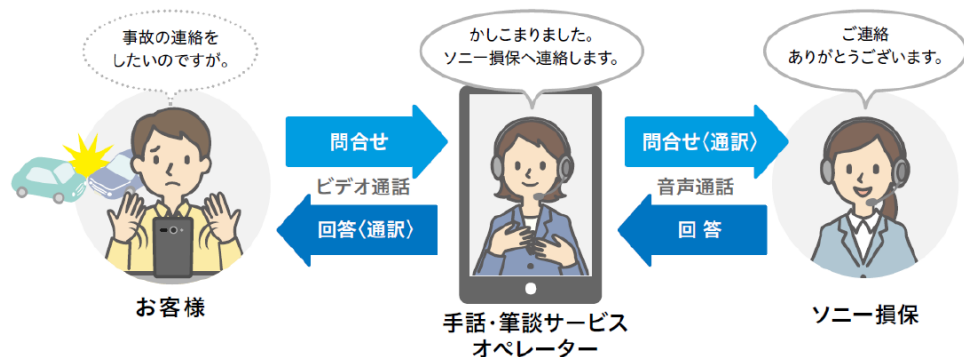 事故の連絡を
したいのですが。
かしこまりました。
ソニー損保へ連絡します。
ご連絡
ありがとうございます。
問合せ
ビデオ通話
回答〈通訳〉
問合せ〈通訳〉
音声通話
回 答
お客様
手話・筆談サービス
オペレーター
ソニー損保